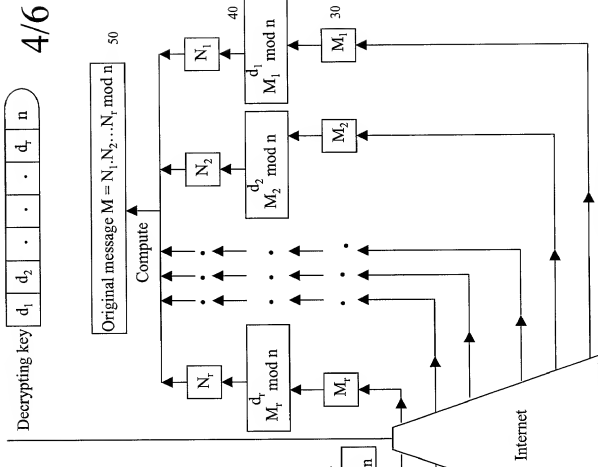 4/6
Decrypting key d₁ d₂ · · · dᵣ n
50
Original message M = N₁.N₂...Nᵣ mod n
Compute
Nᵣ
N₂
N₁
40
Mᵣ^dᵣ mod n
M₂^d₂ mod n
M₁^d₁ mod n
30
Mᵣ
M₂
M₁
Internet
n